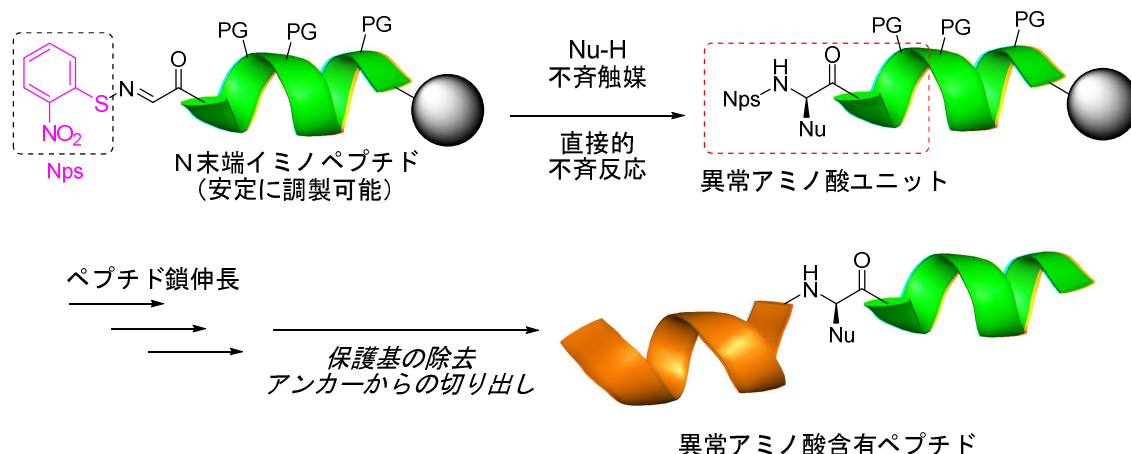 PG
PG
PG
O
N
S
NO2
Nps
N末端イミノペプチド
(安定に調製可能)
Nu-H
不斉触媒
直接的
不斉反応
PG
PG
PG
H
N
O
Nps
Nu
異常アミノ酸ユニット
ペプチド鎖伸長
保護基の除去
アンカーからの切り出し
H
N
O
Nu
異常アミノ酸含有ペプチド